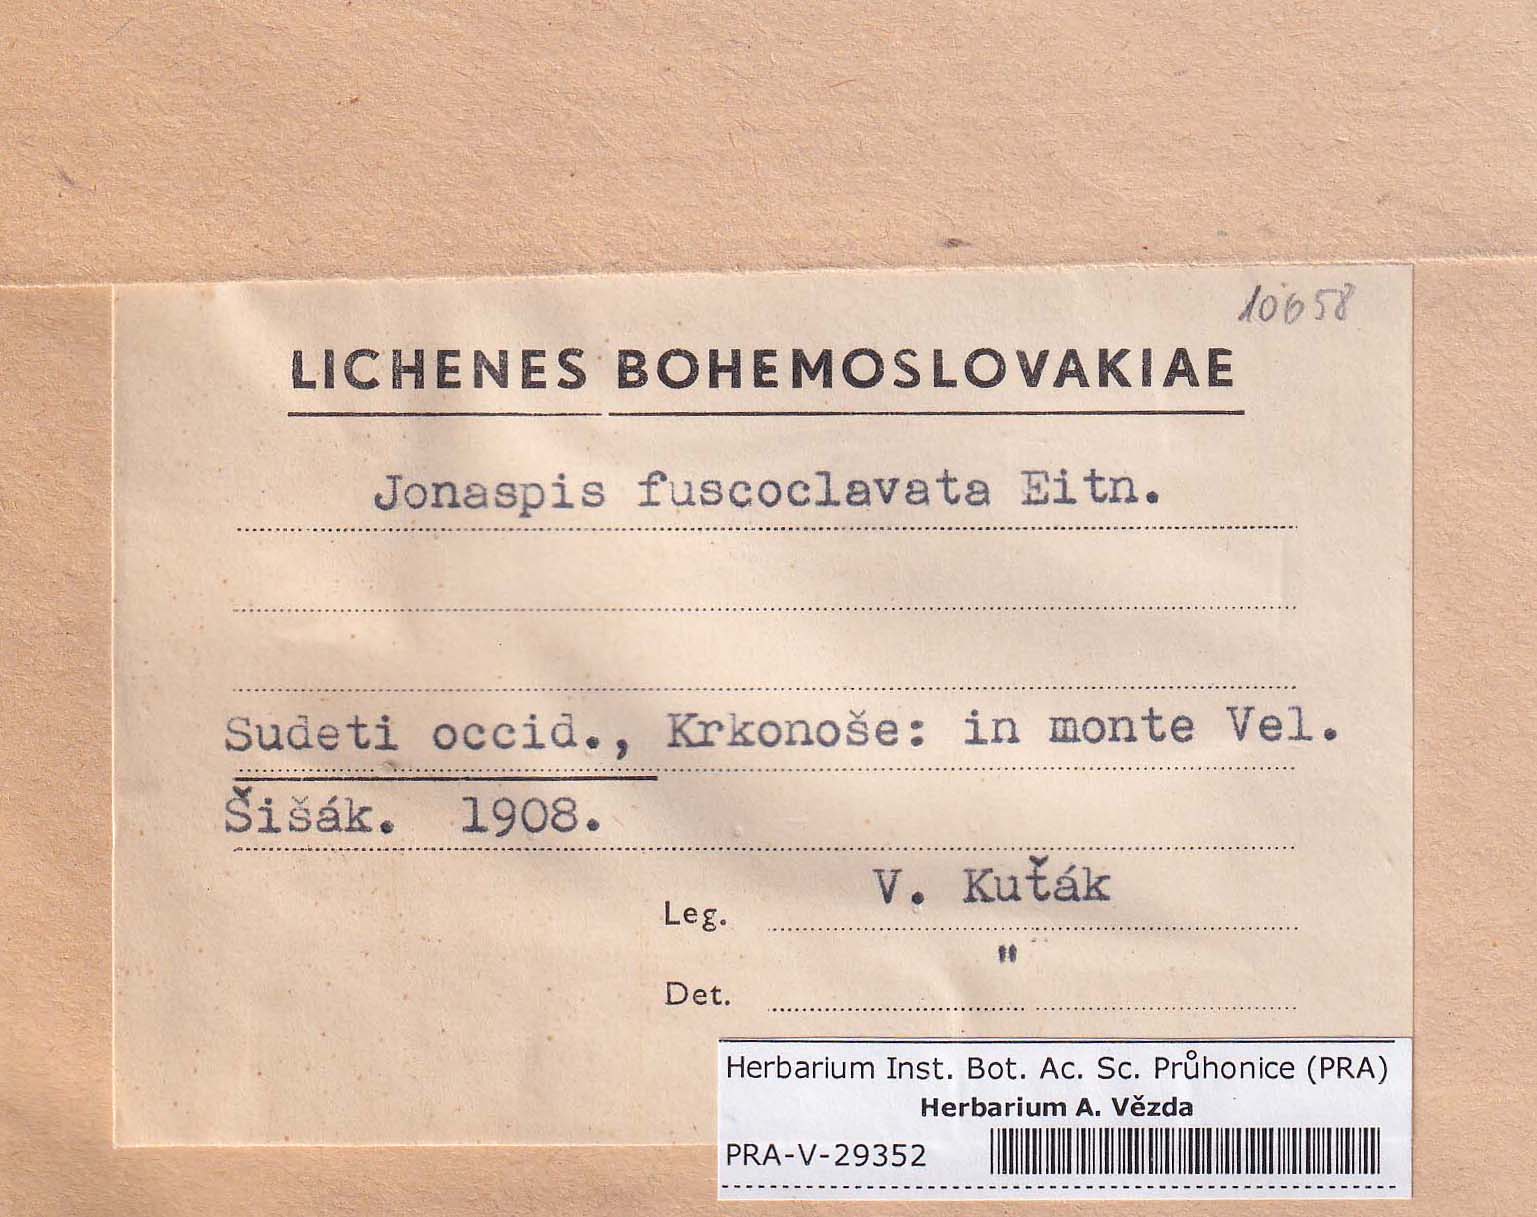 10658
LICHENES BOHEMOSLOVAKIAE
Jonaspis fuscoclavata Eitn.
Sudeti occid., Krkonoše: in monte Vel.
Šišák. 1908.
Leg. V. Kuťák
Det. "
Herbarium Inst. Bot. Ac. Sc. Průhonice (PRA)
Herbarium A. Vězda
PRA-V-29352